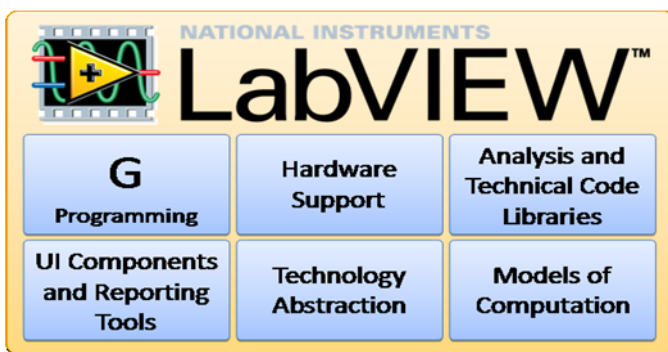 NATIONAL INSTRUMENTS
LabVIEW™
G
Programming
Hardware
Support
Analysis and
Technical Code
Libraries
UI Components
and Reporting
Tools
Technology
Abstraction
Models of
Computation